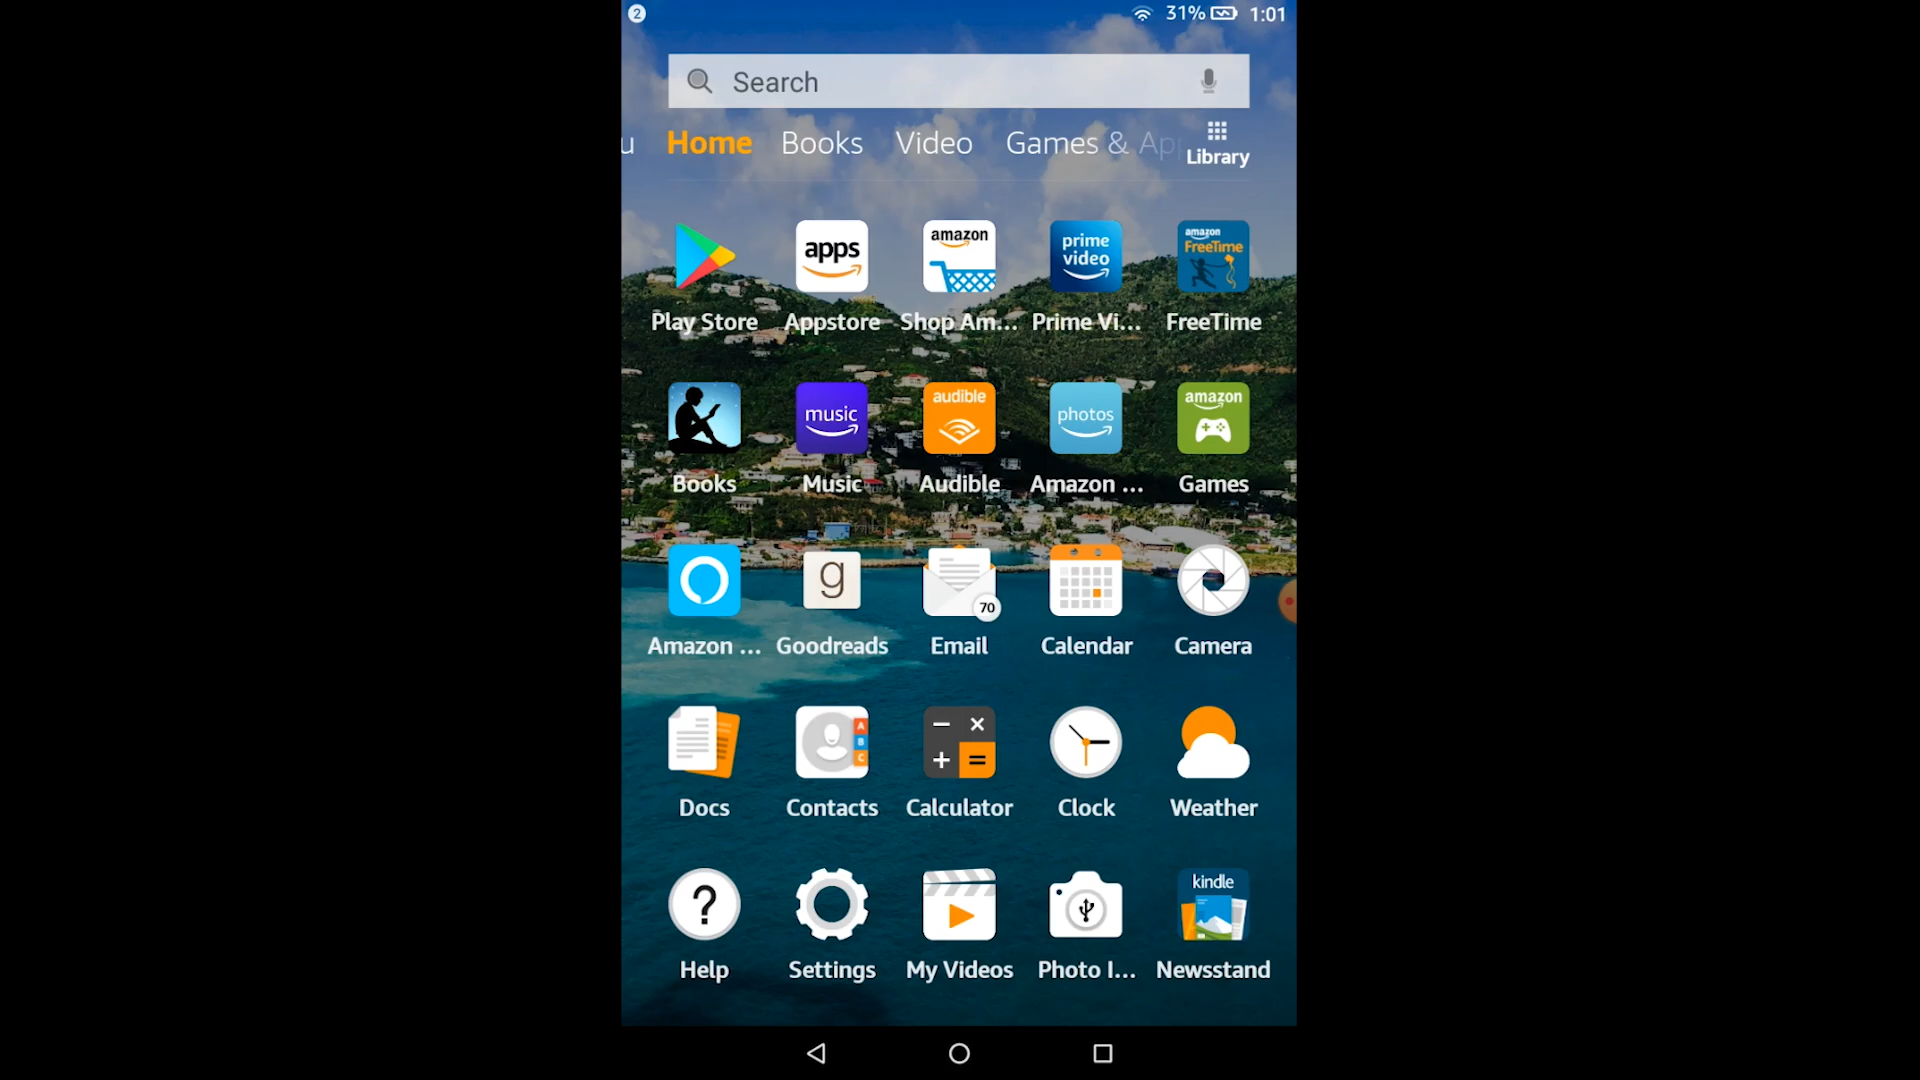 2 31% 1:01
Search
u Home Books Video Games & Ap Library
apps amazon prime video amazon FreeTime
Play Store Appstore Shop Am... Prime Vi... FreeTime
music audible photos amazon
Books Music Audible Amazon ... Games
g 70
Amazon ... Goodreads Email Calendar Camera
A
B
C
− × + =
Docs Contacts Calculator Clock Weather
? kindle
Help Settings My Videos Photo I... Newsstand